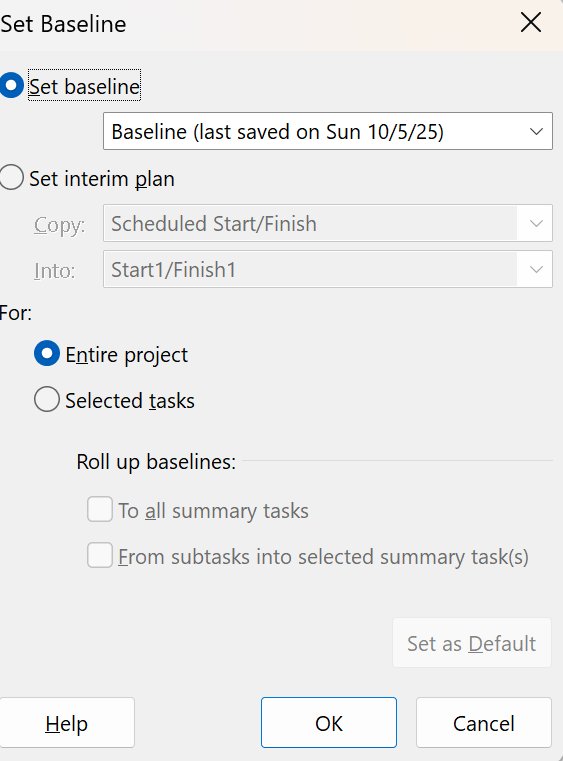 Set Baseline
Set baseline
Baseline (last saved on Sun 10/5/25)
Set interim plan
Copy: Scheduled Start/Finish
Into: Start1/Finish1
For:
Entire project
Selected tasks
Roll up baselines:
To all summary tasks
From subtasks into selected summary task(s)
Set as Default
Help OK Cancel